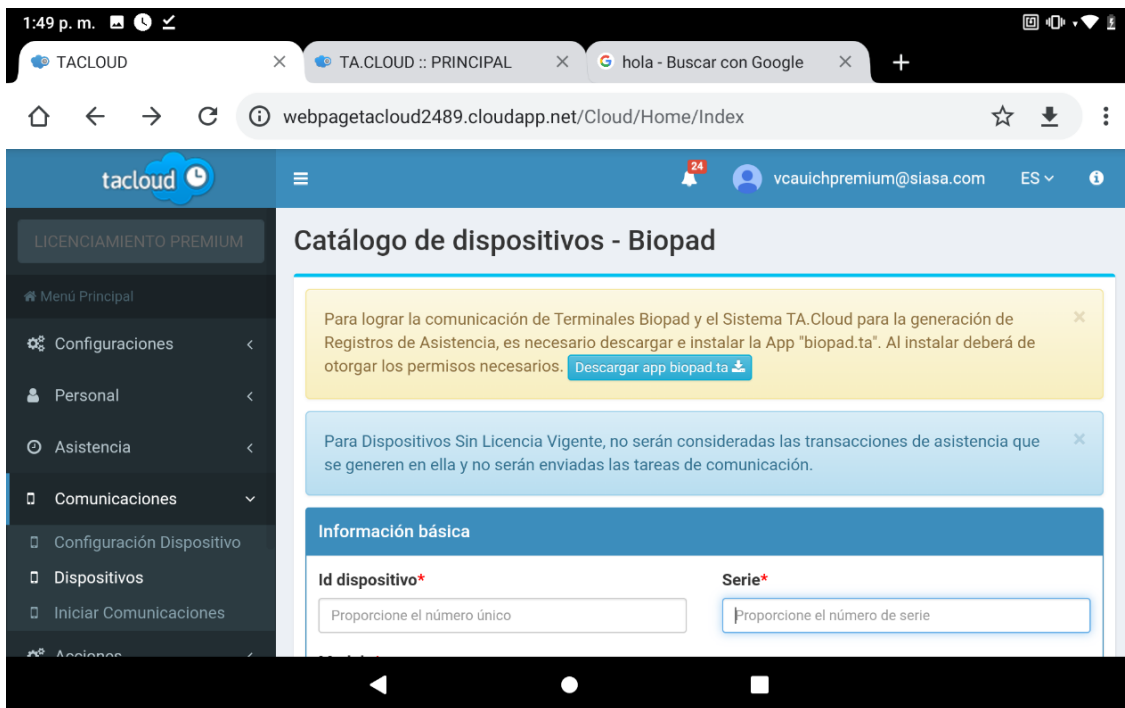 1:49 p. m.
TACLOUD
TA.CLOUD :: PRINCIPAL
hola - Buscar con Google
webpagetacloud2489.cloudapp.net/Cloud/Home/Index
tacloud
24
vcauichpremium@siasa.com
ES
LICENCIAMIENTO PREMIUM
Menú Principal
Configuraciones
Personal
Asistencia
Comunicaciones
Configuración Dispositivo
Dispositivos
Iniciar Comunicaciones
Acciones
Catálogo de dispositivos - Biopad
Para lograr la comunicación de Terminales Biopad y el Sistema TA.Cloud para la generación de
Registros de Asistencia, es necesario descargar e instalar la App "biopad.ta". Al instalar deberá de
otorgar los permisos necesarios. Descargar app biopad.ta
Para Dispositivos Sin Licencia Vigente, no serán consideradas las transacciones de asistencia que
se generen en ella y no serán enviadas las tareas de comunicación.
Información básica
Id dispositivo*
Serie*
Proporcione el número único
Proporcione el número de serie